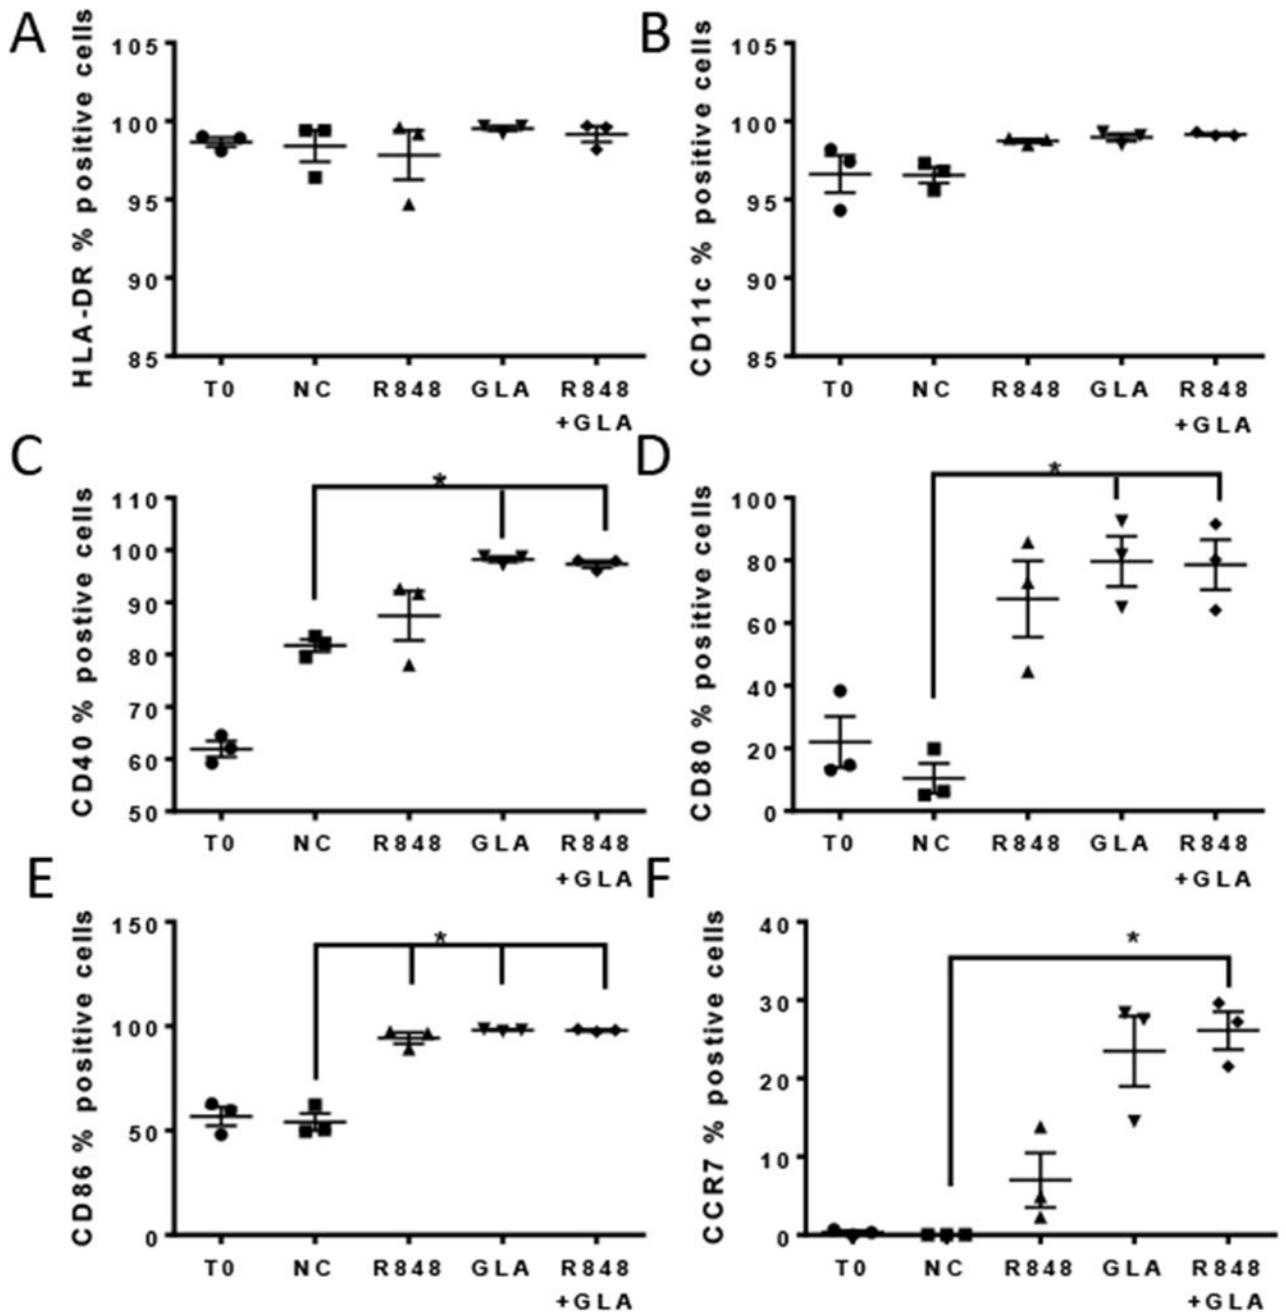 A
HLA-DR % positive cells
105
100
95
90
85
T0 NC R848 GLA R848
+GLA
B
CD11c % positive cells
105
100
95
90
85
T0 NC R848 GLA R848
+GLA
C
CD40 % postive cells
110
100
90
80
70
60
50
*
T0 NC R848 GLA R848
+GLA
D
CD80 % positive cells
100
80
60
40
20
0
*
T0 NC R848 GLA R848
+GLA
E
CD86 % positive cells
150
100
50
0
*
T0 NC R848 GLA R848
+GLA
F
CCR7 % postive cells
40
30
20
10
0
*
T0 NC R848 GLA R848
+GLA